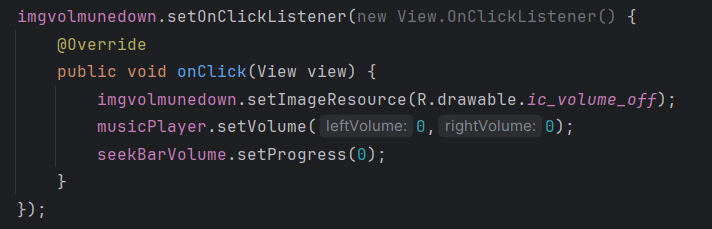 imgvolmunedown.setOnClickListener(new View.OnClickListener() {
@Override
public void onClick(View view) {
imgvolmunedown.setImageResource(R.drawable.ic_volume_off);
musicPlayer.setVolume( leftVolume: 0, rightVolume: 0);
seekBarVolume.setProgress(0);
}
});